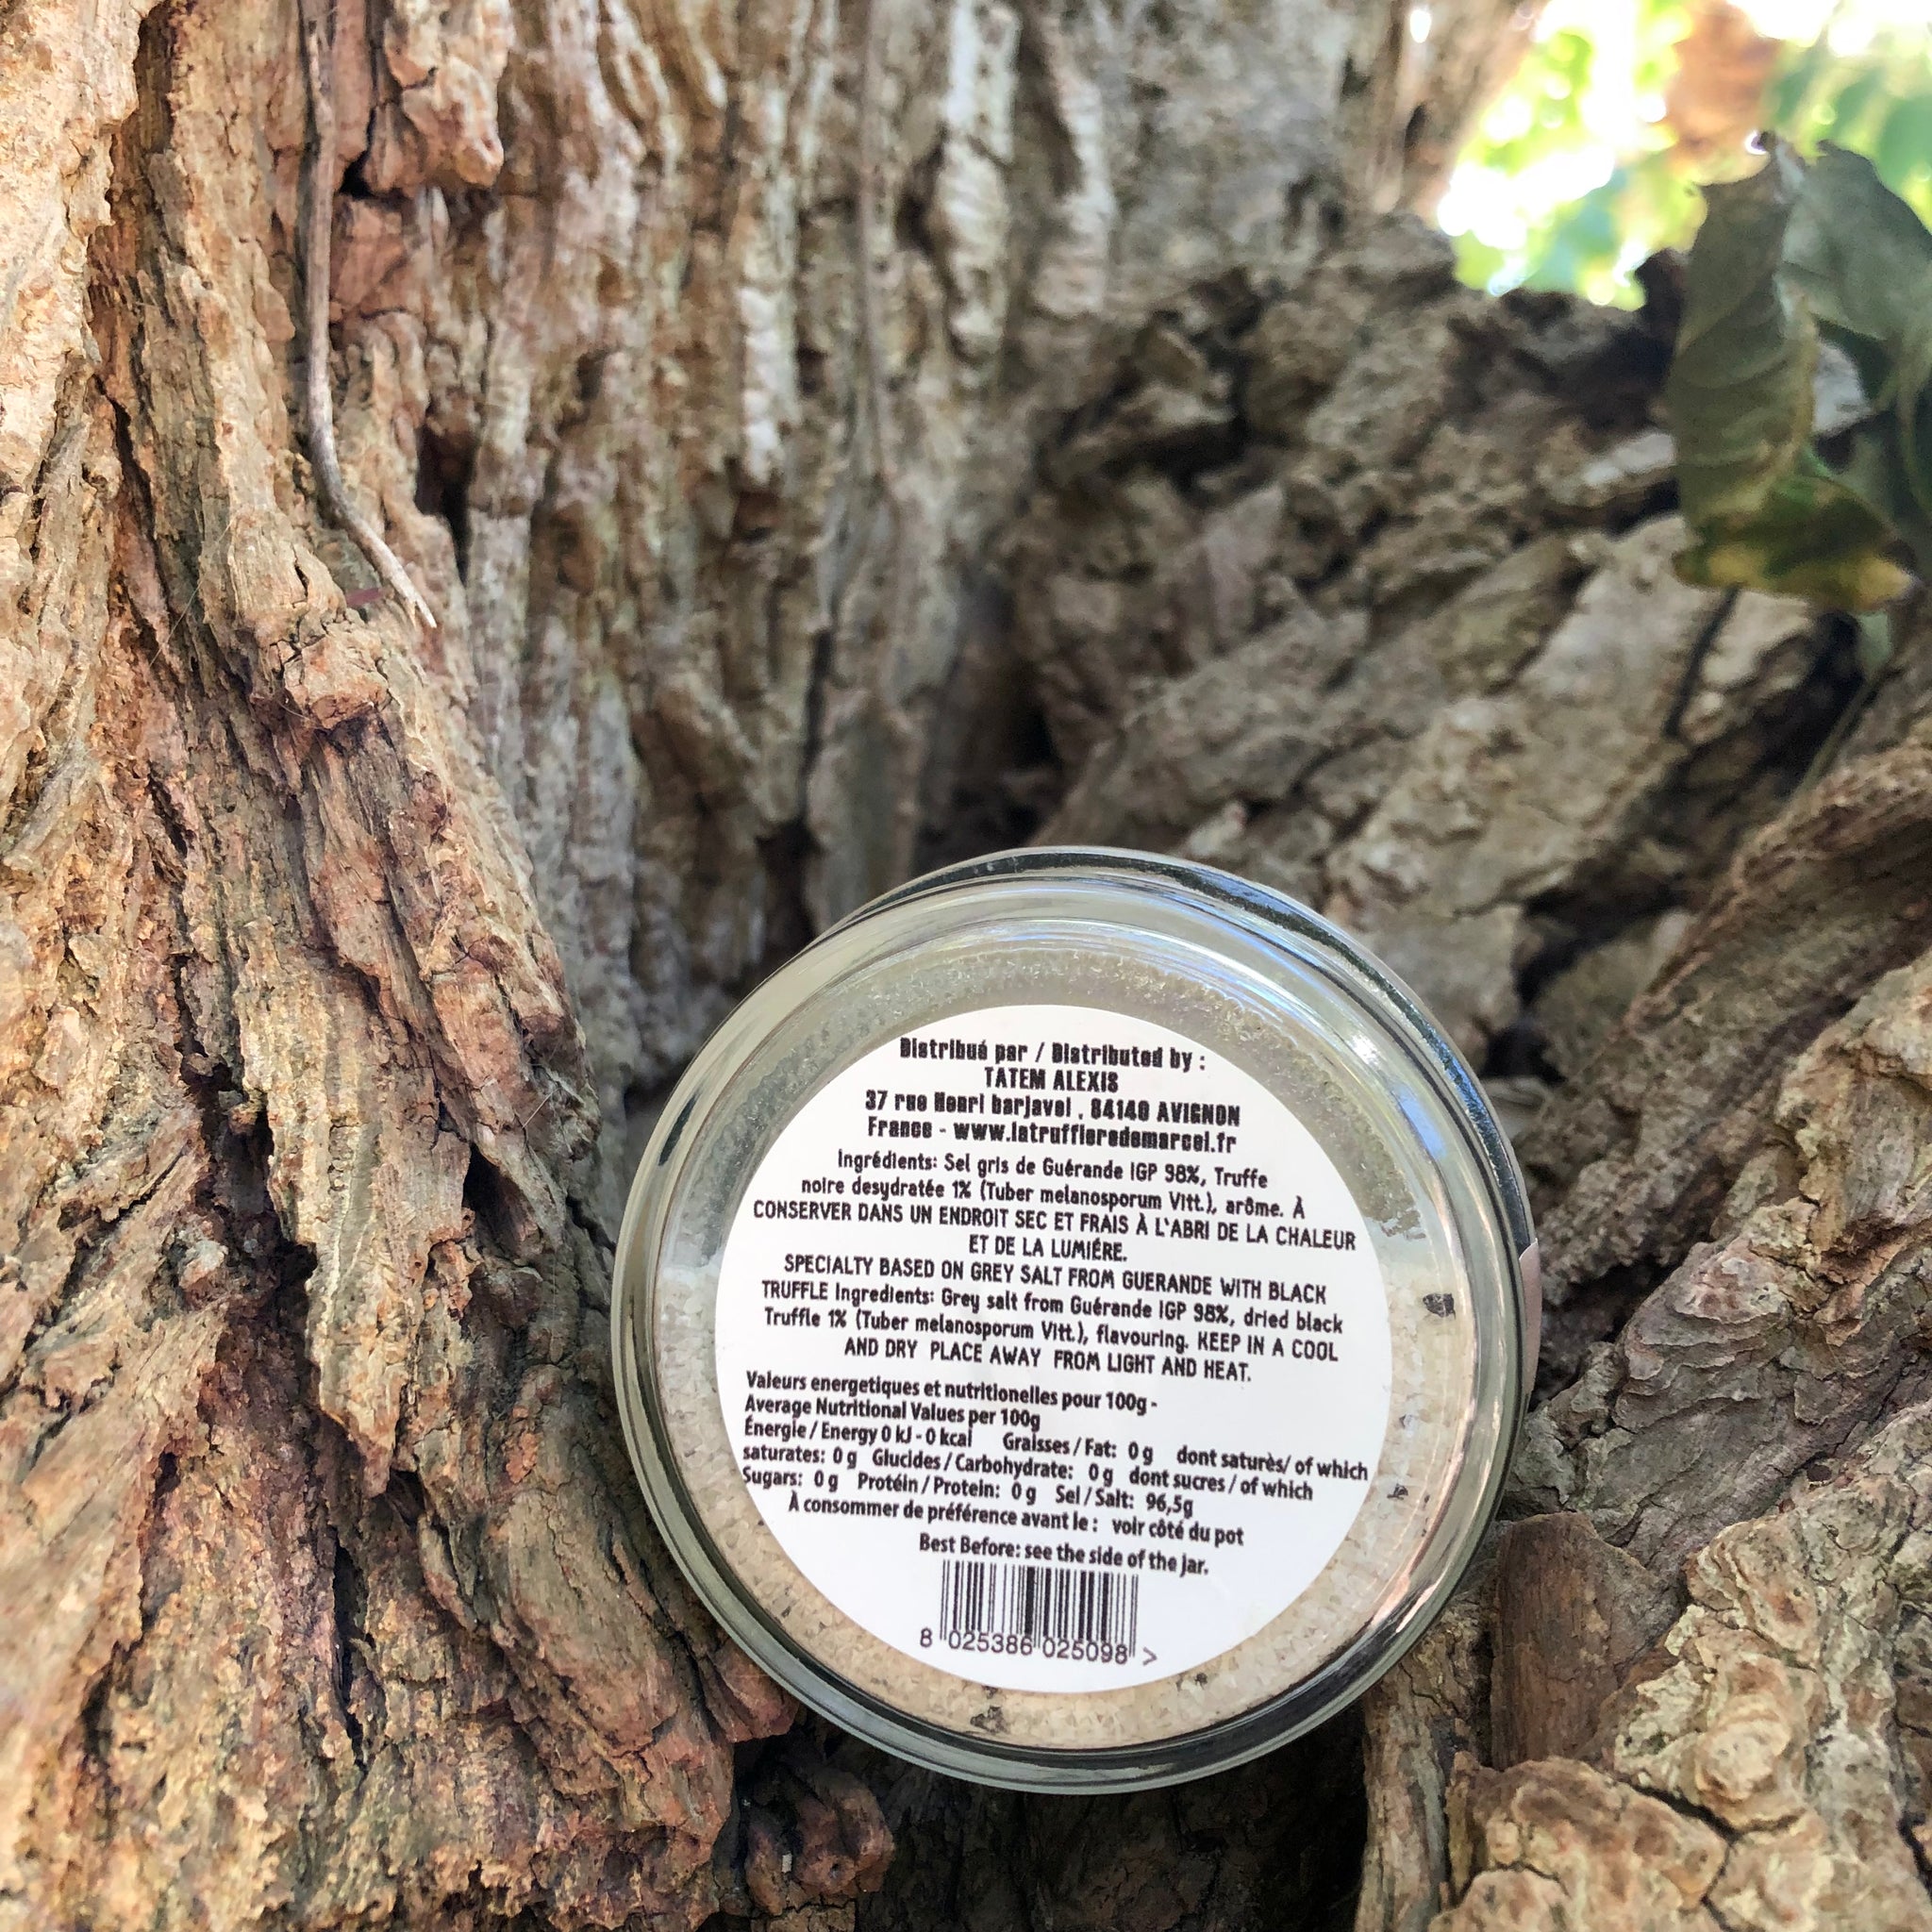 Distribué par / Distributed by :
TATEM ALEXIS
37 rue Henri barjavel , 84140 AVIGNON
France - www.latruffieredemarcel.fr
Ingrédients: Sel gris de Guérande IGP 98%, Truffe
noire desydratée 1% (Tuber melanosporum Vitt.), arôme. À
CONSERVER DANS UN ENDROIT SEC ET FRAIS À L'ABRI DE LA CHALEUR
ET DE LA LUMIÉRE.
SPECIALTY BASED ON GREY SALT FROM GUERANDE WITH BLACK
TRUFFLE Ingredients: Grey salt from Guérande IGP 98%, dried black
Truffle 1% (Tuber melanosporum Vitt.), flavouring. KEEP IN A COOL
AND DRY PLACE AWAY FROM LIGHT AND HEAT.
Valeurs energetiques et nutritionelles pour 100g -
Average Nutritional Values per 100g
Énergie / Energy 0 kJ - 0 kcal Graisses / Fat: 0 g dont saturès/ of which
saturates: 0 g Glucides / Carbohydrate: 0 g dont sucres / of which
Sugars: 0 g Protéin / Protein: 0 g Sel / Salt: 96,5g
À consommer de préférence avant le : voir côté du pot
Best Before: see the side of the jar.
8 025386 025098 >